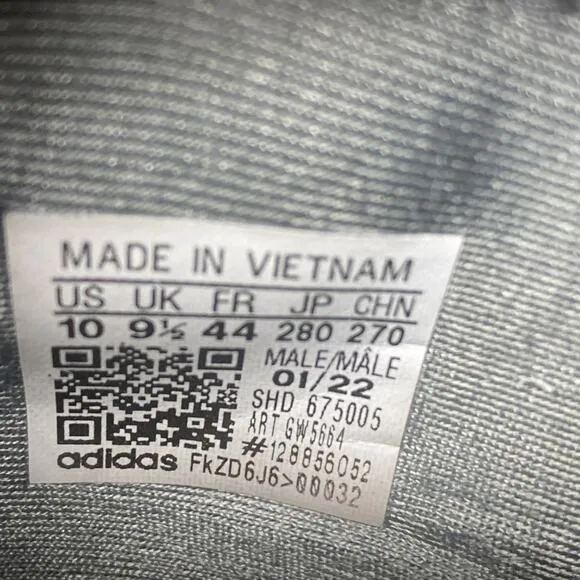 MADE IN VIETNAM
US UK FR JP CHN
10 9½ 44 280 270
MALE/MÂLE
01/22
SHD 675005
ART GW5664
#128856052
adidas FkZD6J6>00032